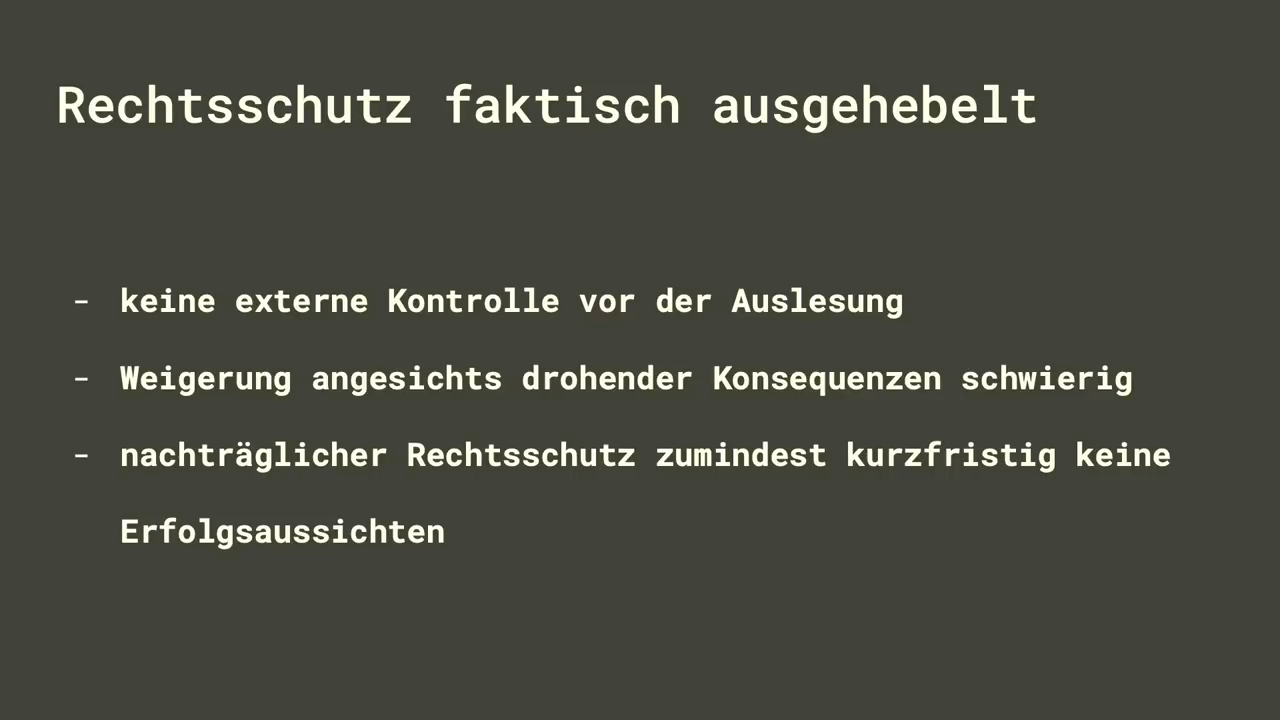 Rechtsschutz faktisch ausgehebelt
- keine externe Kontrolle vor der Auslesung
- Weigerung angesichts drohender Konsequenzen schwierig
- nachträglicher Rechtsschutz zumindest kurzfristig keine
Erfolgsaussichten